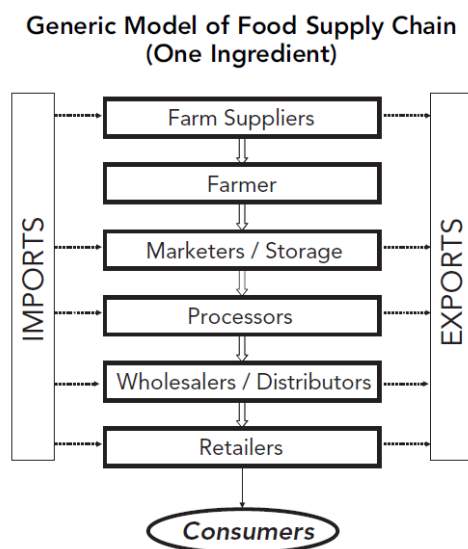 Generic Model of Food Supply Chain
(One Ingredient)
IMPORTS
Farm Suppliers
Farmer
Marketers / Storage
Processors
Wholesalers / Distributors
Retailers
Consumers
EXPORTS